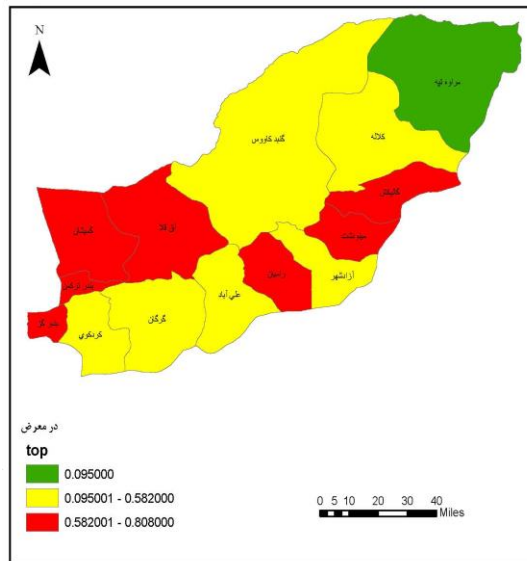 N
مراوه تپه
کلاله
گنبد کاووس
گالیکش
مینودشت
گمیشان
آق قلا
بندر ترکمن
رامیان
آزادشهر
علی آباد
بندر گز
گرگان
کردکوی
در معرض
top
0.095000
0.095001 - 0.582000
0.582001 - 0.808000
0 5 10 20 30 40
Miles